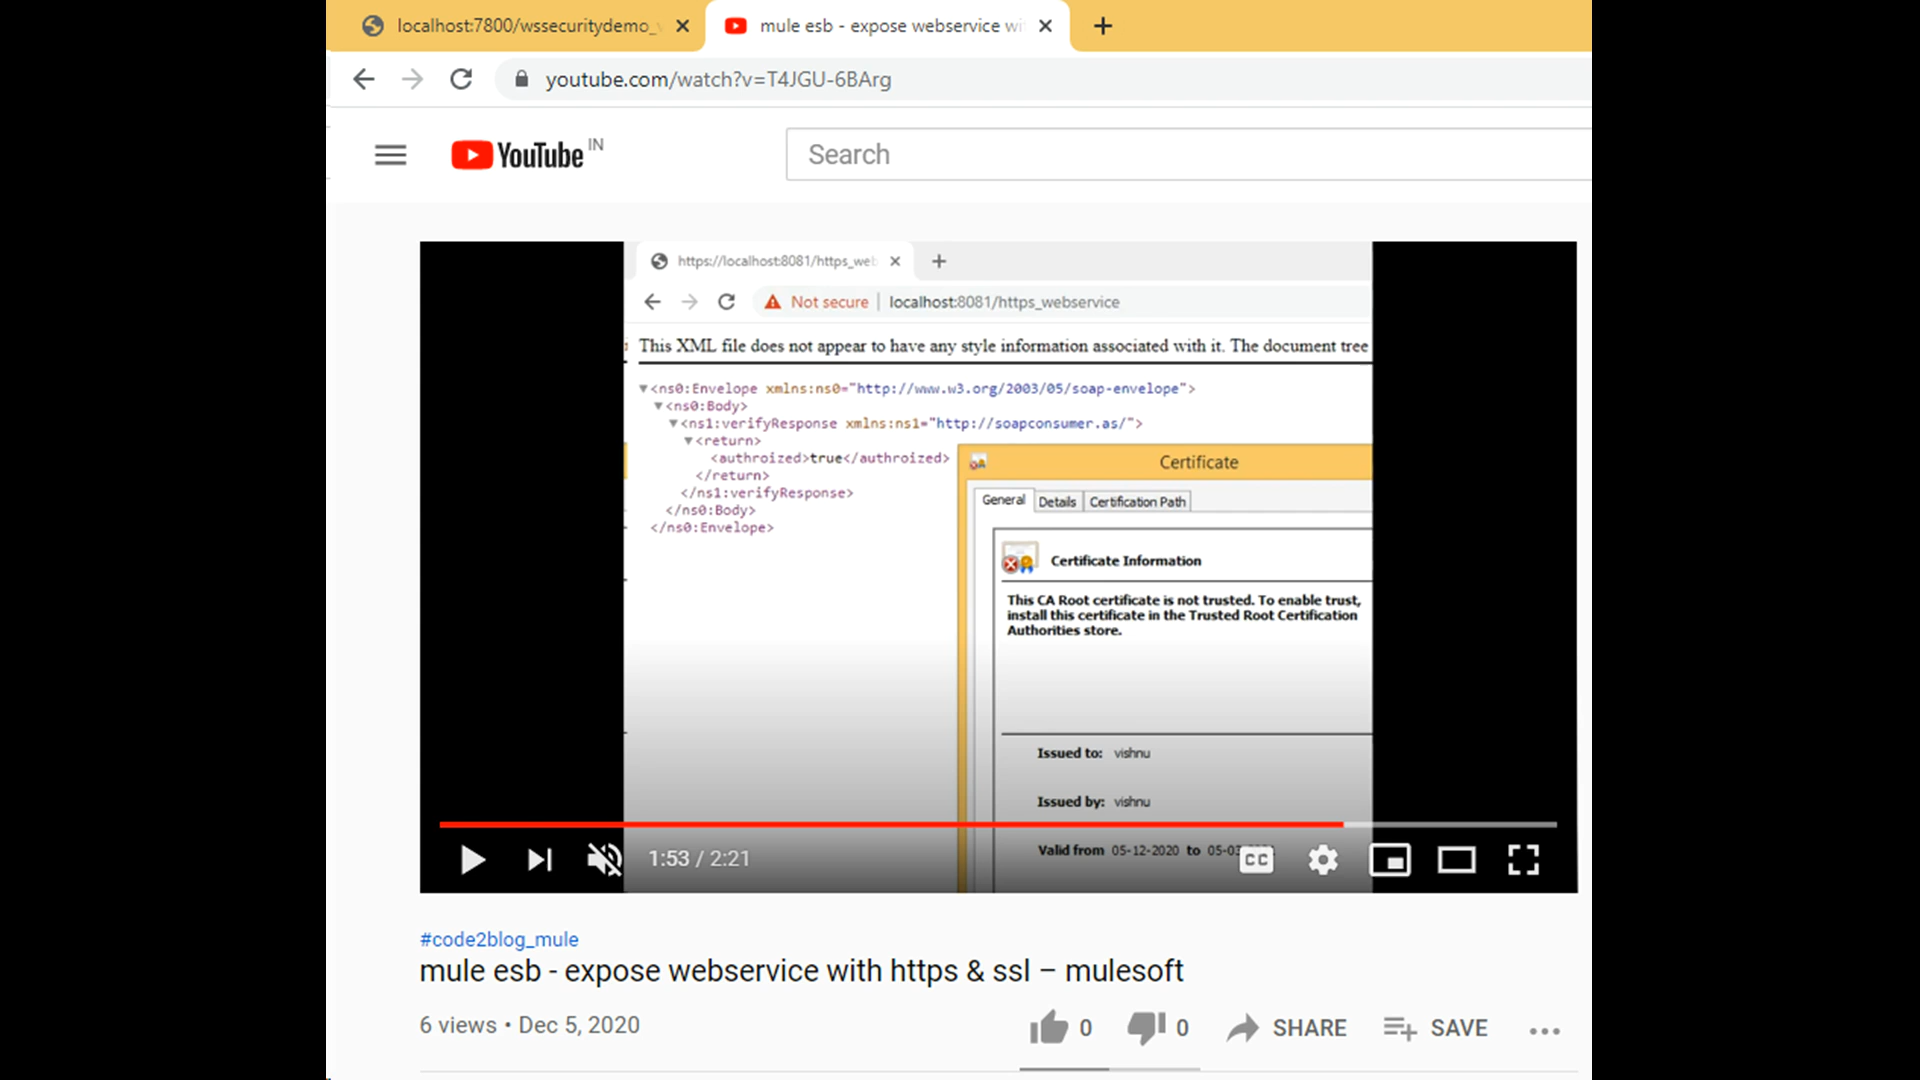 localhost:7800/wssecuritydemo_
mule esb - expose webservice wi
youtube.com/watch?v=T4JGU-6BArg
YouTube IN
Search
https://localhost:8081/https_web
Not secure | localhost:8081/https_webservice
This XML file does not appear to have any style information associated with it. The document tree
<ns0:Envelope xmlns:ns0="http://www.w3.org/2003/05/soap-envelope">
<ns0:Body>
<ns1:verifyResponse xmlns:ns1="http://soapconsumer.as/">
<return>
<authroized>true</authroized>
</return>
</ns1:verifyResponse>
</ns0:Body>
</ns0:Envelope>
Certificate
General Details Certification Path
Certificate Information
This CA Root certificate is not trusted. To enable trust,
install this certificate in the Trusted Root Certification
Authorities store.
Issued to: vishnu
Issued by: vishnu
Valid from 05-12-2020 to 05-03
1:53 / 2:21
CC
#code2blog_mule
mule esb - expose webservice with https & ssl – mulesoft
6 views • Dec 5, 2020
0 0 SHARE SAVE